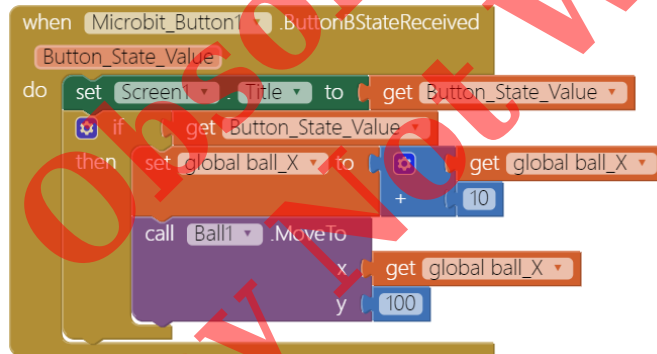 when Microbit_Button1 .ButtonBStateReceived
Button_State_Value
do set Screen1 . Title to get Button_State_Value
if get Button_State_Value
then set global ball_X to get global ball_X
+ 10
call Ball1 .MoveTo
x get global ball_X
y 100